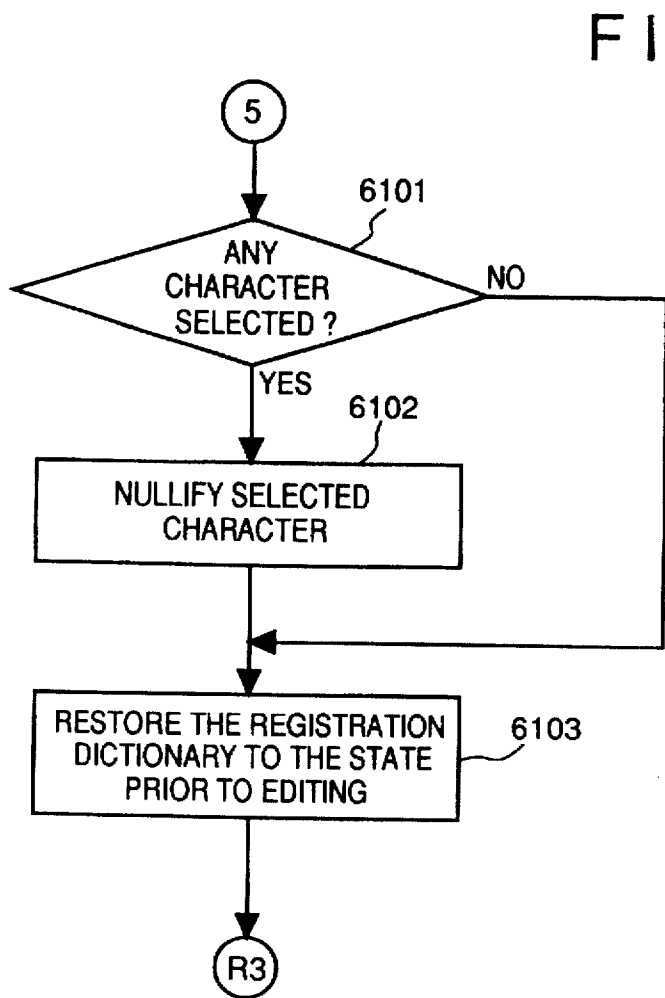 FI
5
6101
ANY
CHARACTER
SELECTED ?
NO
YES
6102
NULLIFY SELECTED
CHARACTER
RESTORE THE REGISTRATION
DICTIONARY TO THE STATE
PRIOR TO EDITING
6103
R3